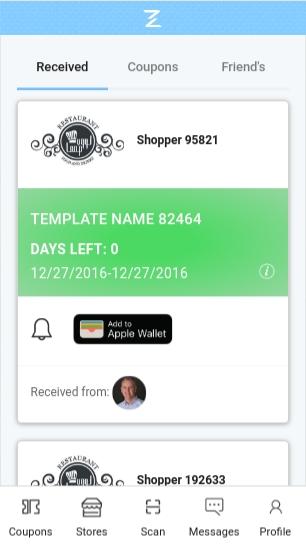 Received
Coupons
Friend's
RESTAURANT
Shopper 95821
TEMPLATE NAME 82464
DAYS LEFT: 0
12/27/2016-12/27/2016
Add to
Apple Wallet
Received from:
RESTAURANT
Shopper 192633
Coupons
Stores
Scan
Messages
Profile